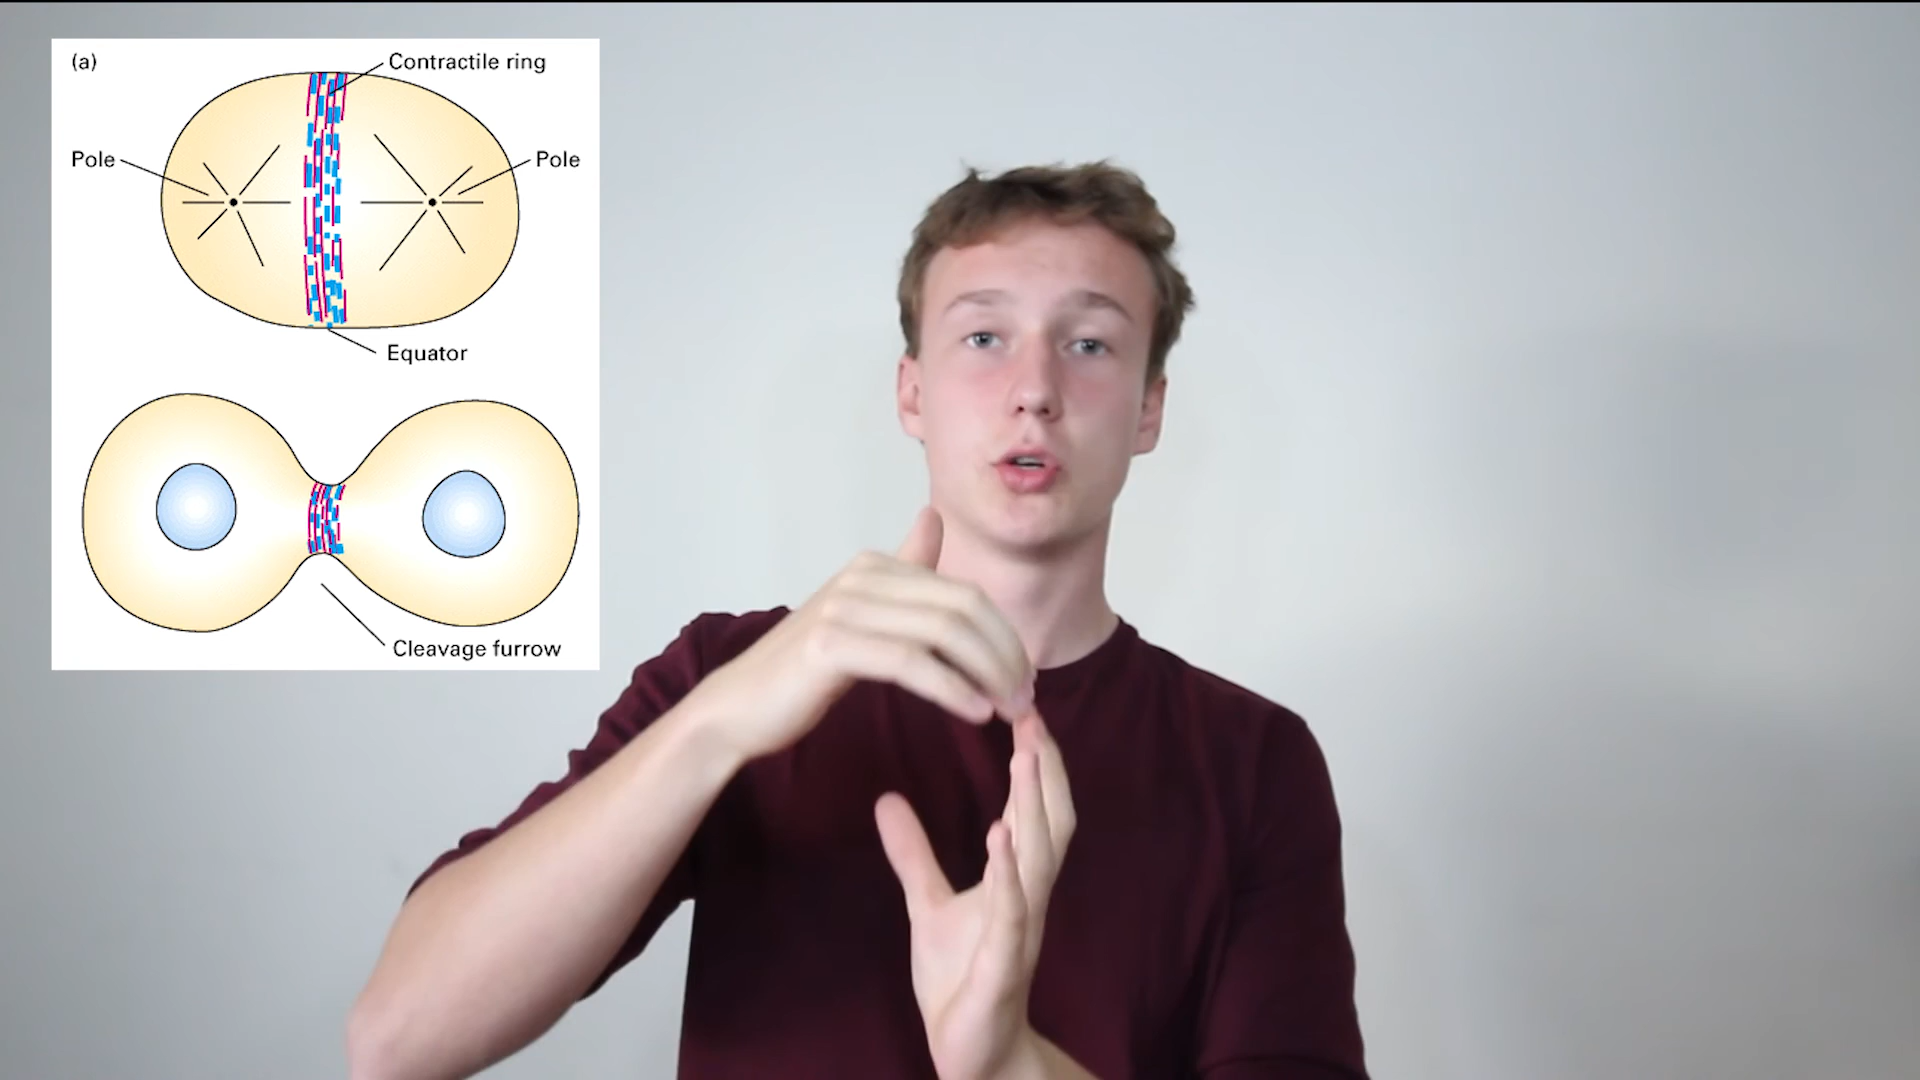 (a)
Contractile ring
Pole
Pole
Equator
Cleavage furrow